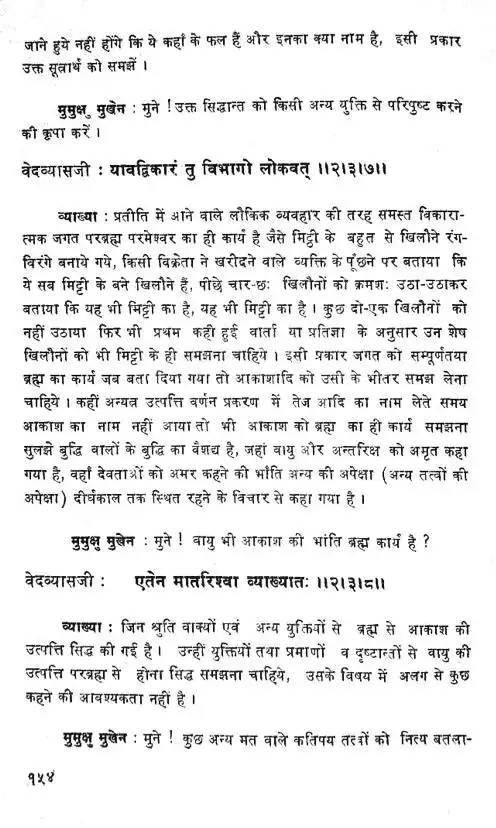 जाने हुये नहीं होंगे कि ये कहाँ के फल हैं और इनका क्या नाम है, इसी प्रकार
उक्त सूत्रार्थ को समझें ।
मुमुक्षु मुखेन : मुने ! उक्त सिद्धान्त को किसी अन्य युक्ति से परिपुष्ट करने
की कृपा करें ।
वेदव्यासजी : यावद्विकारं तु विभागो लोकवत् ।।२।३।७।।
व्याख्या : प्रतीति में आने वाले लौकिक व्यवहार की तरह समस्त विकारा-
त्मक जगत परब्रह्म परमेश्वर का ही कार्य है जैसे मिट्टी के बहुत से खिलौने रंग-
विरंगे बनाये गये, किसी विक्रेता ने खरीदने वाले व्यक्ति के पूंछने पर बताया कि
ये सब मिट्टी के बने खिलौने हैं, पीछे चार-छः खिलौनों को क्रमशः उठा-उठाकर
बताया कि यह भी मिट्टी का है, यह भी मिट्टी का है । कुछ दो-एक खिलौनों को
नहीं उठाया फिर भी प्रथम कही हुई वार्ता या प्रतिज्ञा के अनुसार उन शेष
खिलौनों को भी मिट्टी के ही समझना चाहिये । इसी प्रकार जगत को सम्पूर्णतया
ब्रह्म का कार्य जब बता दिया गया तो आकाशादि को उसी के भीतर समझ लेना
चाहिये । कहीं अन्यत्र उत्पत्ति वर्णन प्रकरण में तेज आदि का नाम लेते समय
आकाश का नाम नहीं आया तो भी आकाश को ब्रह्म का ही कार्य समझना
सुलझे बुद्धि वालों के बुद्धि का वैशद्य है, जहां वायु और अन्तरिक्ष को अमृत कहा
गया है, वहाँ देवताओं को अमर कहने की भाँति अन्य की अपेक्षा (अन्य तत्वों की
अपेक्षा) दीर्घकाल तक स्थित रहने के विचार से कहा गया है ।
मुमुक्षु मुखेन : मुने ! वायु भी आकाश की भांति ब्रह्म कार्य है ?
वेदव्यासजी : एतेन मातरिश्वा व्याख्यातः ।।२।३।८।।
व्याख्या : जिन श्रुति वाक्यों एवं अन्य युक्तियों से ब्रह्म से आकाश की
उत्पत्ति सिद्ध की गई है । उन्हीं युक्तियों तथा प्रमाणों व दृष्टान्तों से वायु की
उत्पत्ति परब्रह्म से होना सिद्ध समझना चाहिये, उसके विषय में अलग से कुछ
कहने की आवश्यकता नहीं है ।
मुमुक्षु मुखेन : मुने ! कुछ अन्य मत वाले कतिपय तत्वों को नित्य बतला-
१५४